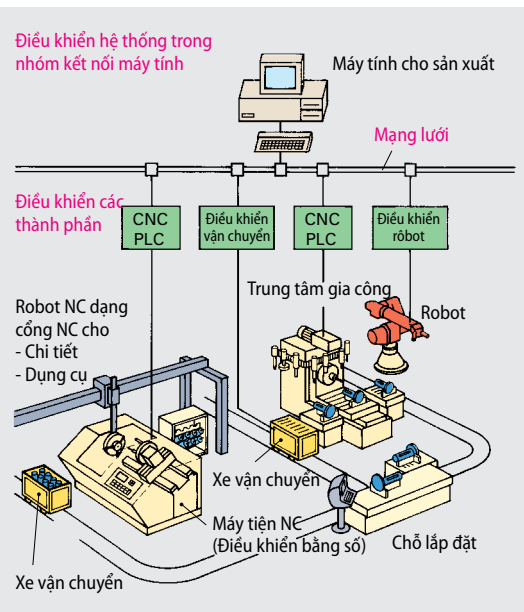 Điều khiển hệ thống trong
nhóm kết nối máy tính
Máy tính cho sản xuất
Mạng lưới
Điều khiển các
thành phần
CNC
PLC
Điều khiển
vận chuyển
CNC
PLC
Điều khiển
rôbot
Trung tâm gia công
Robot
Robot NC dạng
cổng NC cho
- Chi tiết
- Dụng cụ
Xe vận chuyển
Máy tiện NC
(Điều khiển bằng số)
Chỗ lắp đặt
Xe vận chuyển